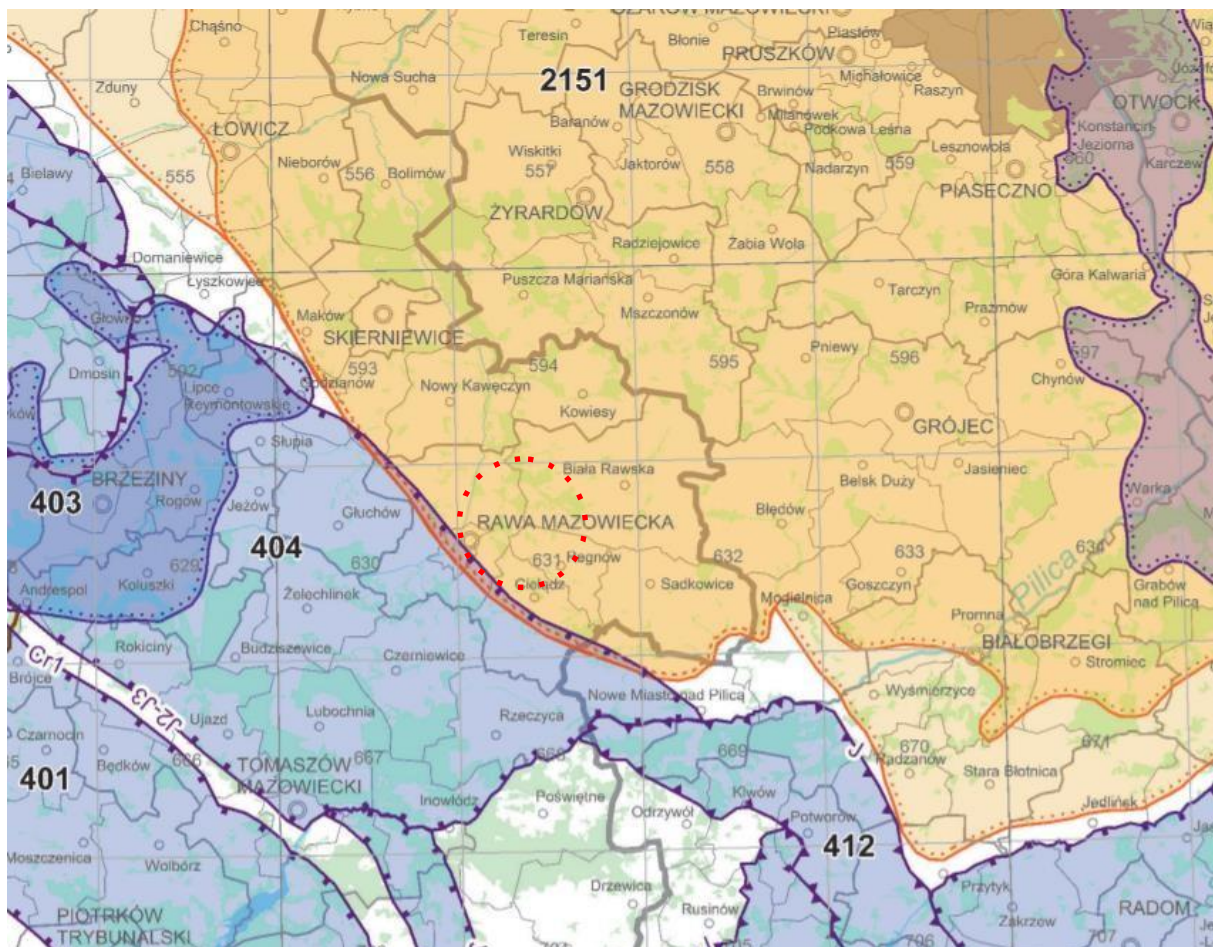 Chąśno
Teresin
Błonie
OŻARÓW MAZOWIECKI
Piastów
PRUSZKÓW
Michałowice
Raszyn
Zduny
Nowa Sucha
2151
GRODZISK
MAZOWIECKI
Brwinów
Milanówek
Podkowa Leśna
OTWOCK
Konstancin-
Jeziorna
Karczew
ŁOWICZ
Baranów
Wiskitki
557
Jaktorów
558
Nadarzyn
559
Lesznowola
PIASECZNO
Bielawy
555
Nieborów
556
Bolimów
ŻYRARDÓW
Radziejowice
Żabia Wola
Domaniewice
Łyszkowice
Puszcza Mariańska
Mszczonów
Tarczyn
Prażmów
Góra Kalwaria
Głowno
Maków
SKIERNIEWICE
593
594
595
Pniewy
596
597
Chynów
Dmosin
592
Lipce
Reymontowskie
Godzianów
Nowy Kawęczyn
Kowiesy
GRÓJEC
Słupia
BRZEZINY
403
Rogów
Jeżów
Głuchów
Biała Rawska
Belsk Duży
Jasieniec
Warka
404
RAWA MAZOWIECKA
Błędów
Andrespol
Koluszki
629
630
631
Regnów
Cielądz
Sadkowice
632
633
Goszczyn
634
Pilica
Grabów
nad Pilicą
Żelechlinek
Mogielnica
Promna
BIAŁOBRZEGI
Stromiec
Brójce
Rokiciny
Budziszewice
Czerniewice
Cr1
J2-J3
Nowe Miasto nad Pilicą
Wyśmierzyce
Ujazd
Lubochnia
Rzeczyca
Czarnocin
Będków
666
667
668
669
J
670
Radzanów
671
401
TOMASZÓW
MAZOWIECKI
Inowłódz
Poświętne
Odrzywół
Klwów
Stara Błotnica
Jedlińsk
Potworów
412
Moszczenica
Wolbórz
Drzewica
Przytyk
Rusinów
Zakrzew
RADOM
PIOTRKÓW
TRYBUNALSKI
706
707